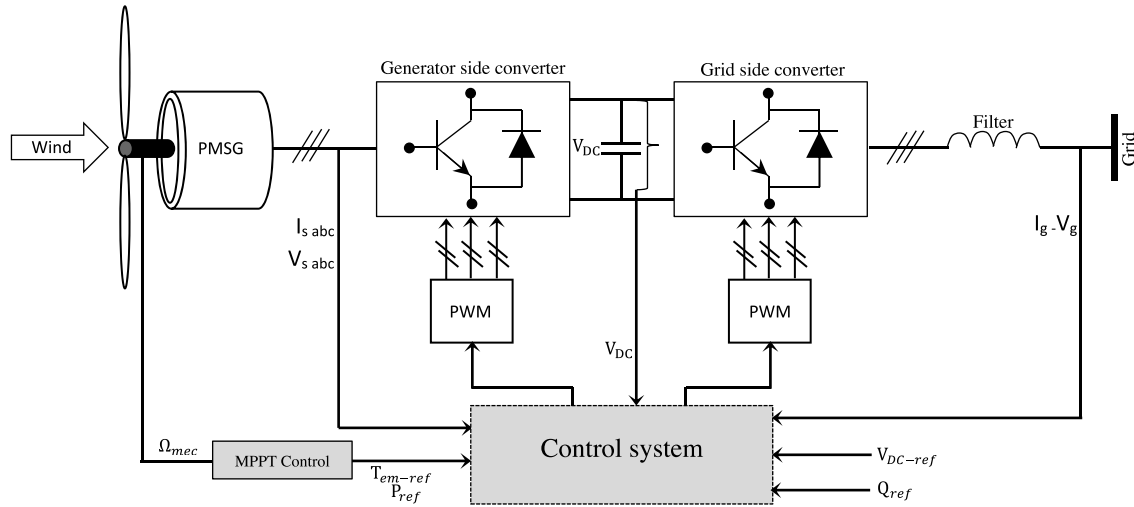 Generator side converter
Grid side converter
Wind
PMSG
V_DC
Filter
Grid
I_s abc
V_s abc
I_g - V_g
PWM
PWM
V_DC
Control system
Ω_mec
MPPT Control
T_em−ref
P_ref
V_DC−ref
Q_ref